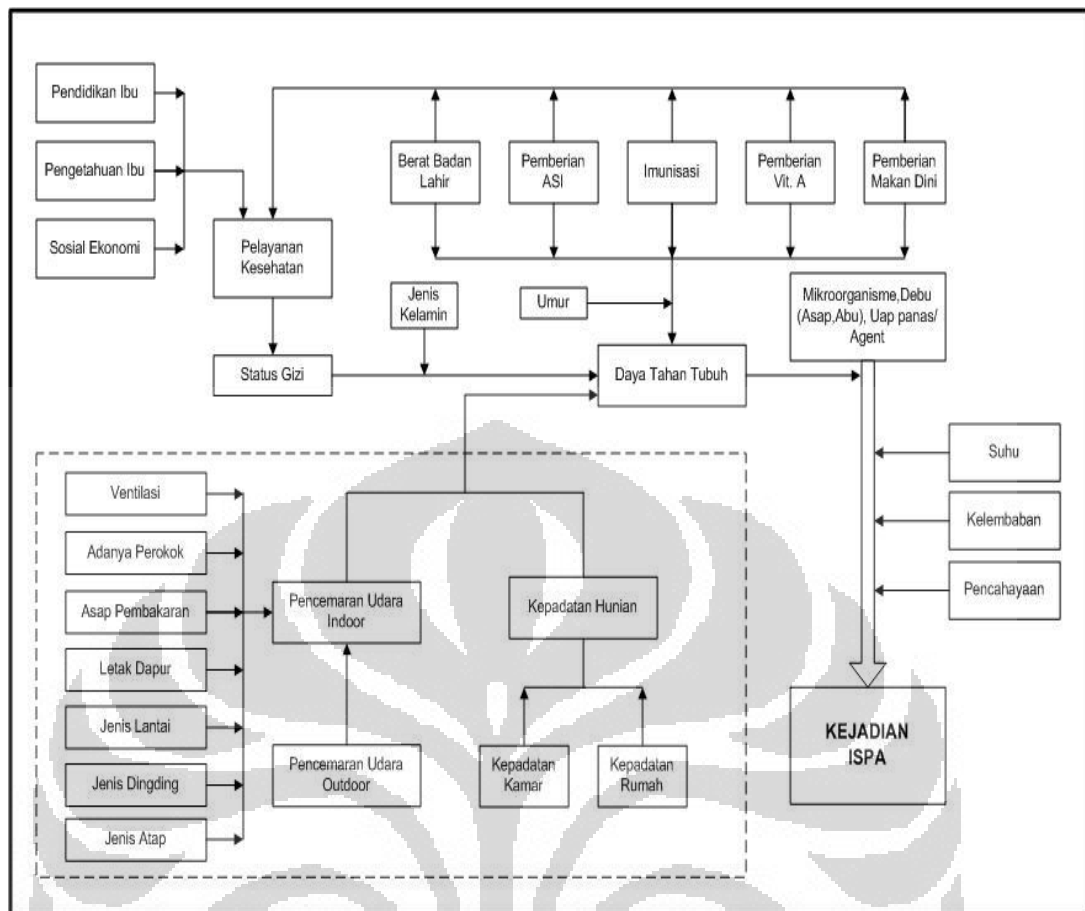 Pendidikan Ibu
Pengetahuan Ibu
Sosial Ekonomi
Pelayanan
Kesehatan
Status Gizi
Jenis
Kelamin
Berat Badan
Lahir
Pemberian
ASI
Imunisasi
Pemberian
Vit. A
Pemberian
Makan Dini
Umur
Daya Tahan Tubuh
Mikroorganisme,Debu
(Asap,Abu), Uap panas/
Agent
Suhu
Kelembaban
Pencahayaan
Ventilasi
Adanya Perokok
Asap Pembakaran
Letak Dapur
Jenis Lantai
Jenis Dingding
Jenis Atap
Pencemaran Udara
Indoor
Pencemaran Udara
Outdoor
Kepadatan Hunian
Kepadatan
Kamar
Kepadatan
Rumah
KEJADIAN
ISPA